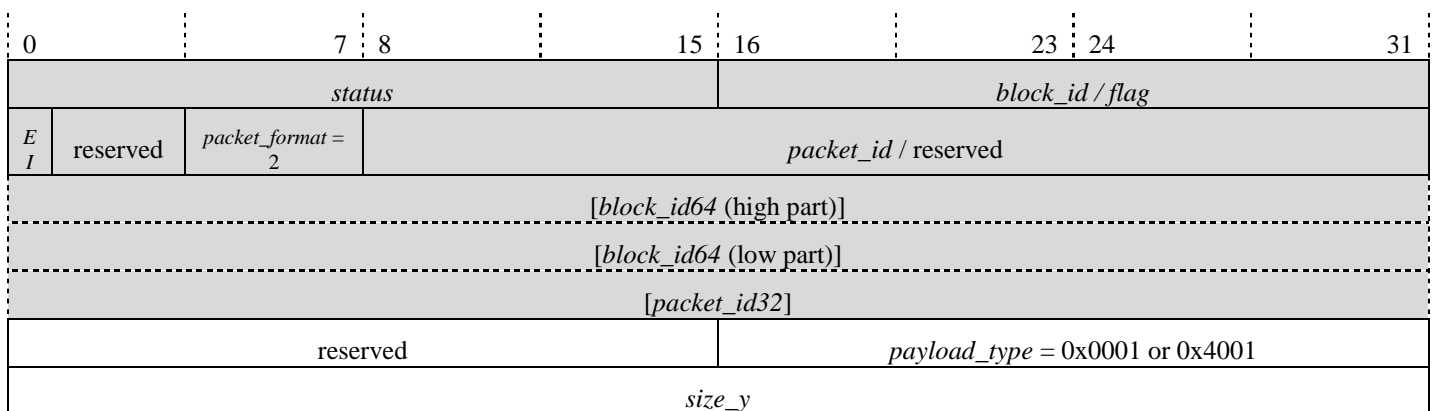 0 7 8 15 16 23 24 31
status block_id / flag
E
I reserved packet_format =
2 packet_id / reserved
[block_id64 (high part)]
[block_id64 (low part)]
[packet_id32]
reserved payload_type = 0x0001 or 0x4001
size_y